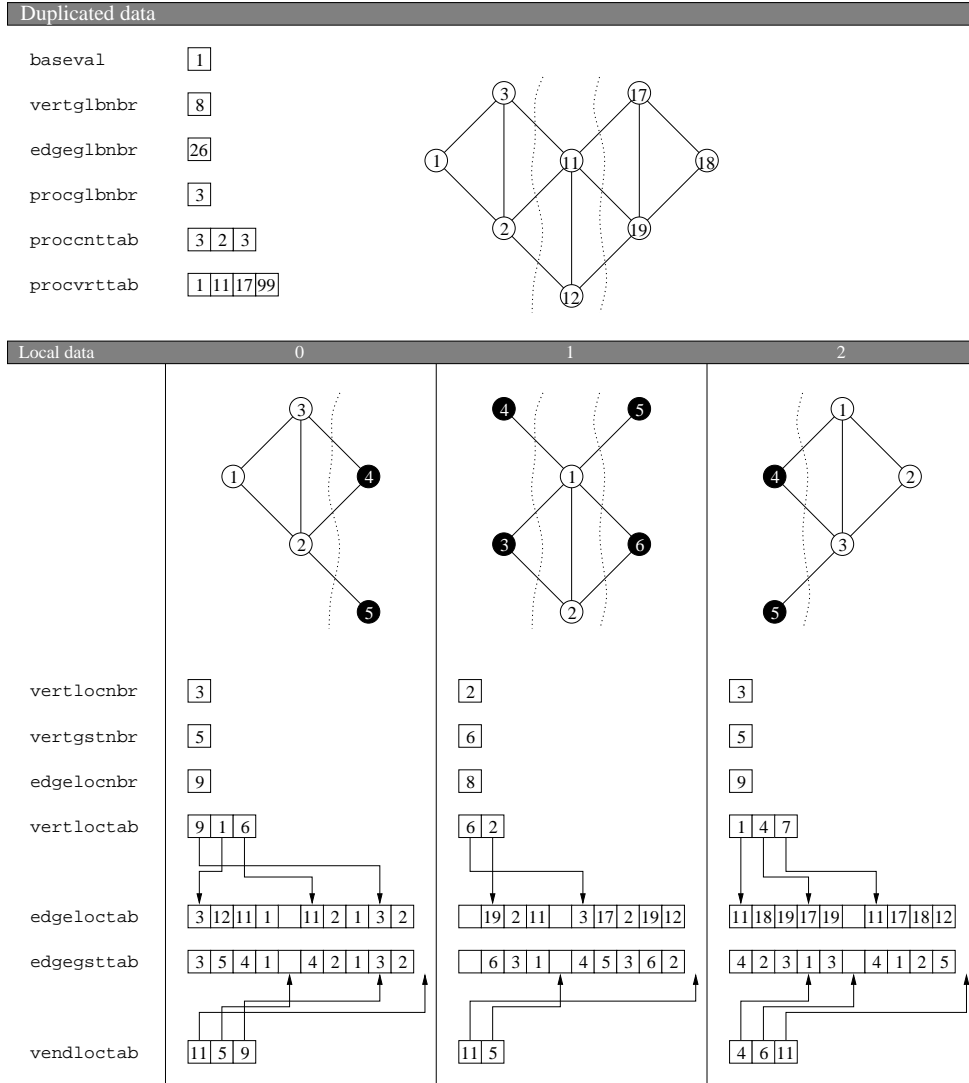 Duplicated data
baseval 1
vertglbnbr 8
edgeglbnbr 26
procglbnbr 3
proccnttab 3 2 3
procvrttab 1 11 17 99
3 17
1 11 18
2 19
12
Local data 0 1 2
3 4 5 1
1 4 1 4 2
2 3 6 3
5 2 5
vertlocnbr 3 2 3
vertgstnbr 5 6 5
edgelocnbr 9 8 9
vertloctab 9 1 6 6 2 1 4 7
edgeloctab 3 12 11 1 11 2 1 3 2 19 2 11 3 17 2 19 12 11 18 19 17 19 11 17 18 12
edgegsttab 3 5 4 1 4 2 1 3 2 6 3 1 4 5 3 6 2 4 2 3 1 3 4 1 2 5
vendloctab 11 5 9 11 5 4 6 11